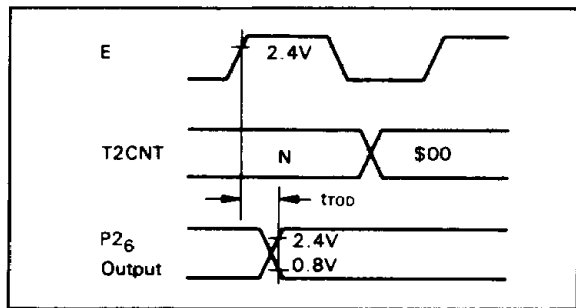 E
2.4V
T2CNT
N
$00
tTOD
P26
2.4V
Output
0.8V